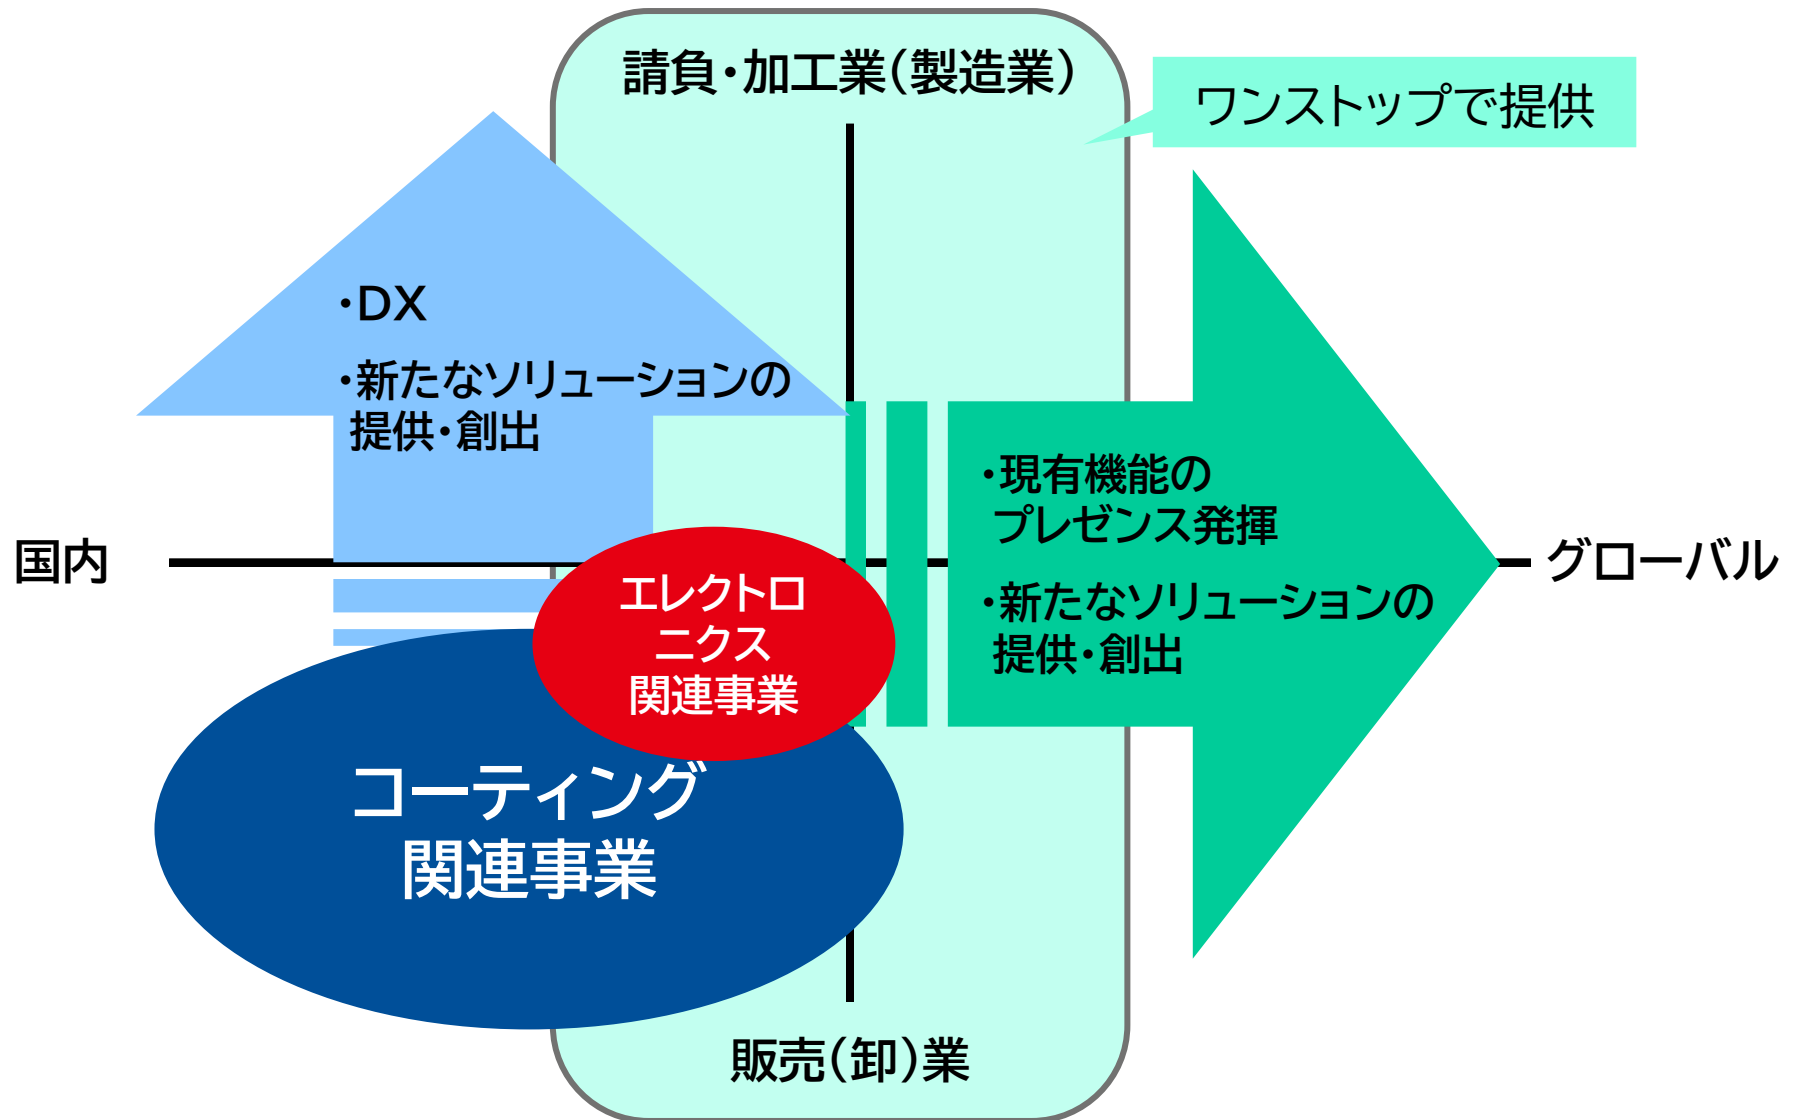 請負・加工業(製造業)
ワンストップで提供
・DX
・新たなソリューションの
提供・創出
・現有機能の
プレゼンス発揮
・新たなソリューションの
提供・創出
国内
グローバル
エレクトロ
ニクス
関連事業
コーティング
関連事業
販売(卸)業